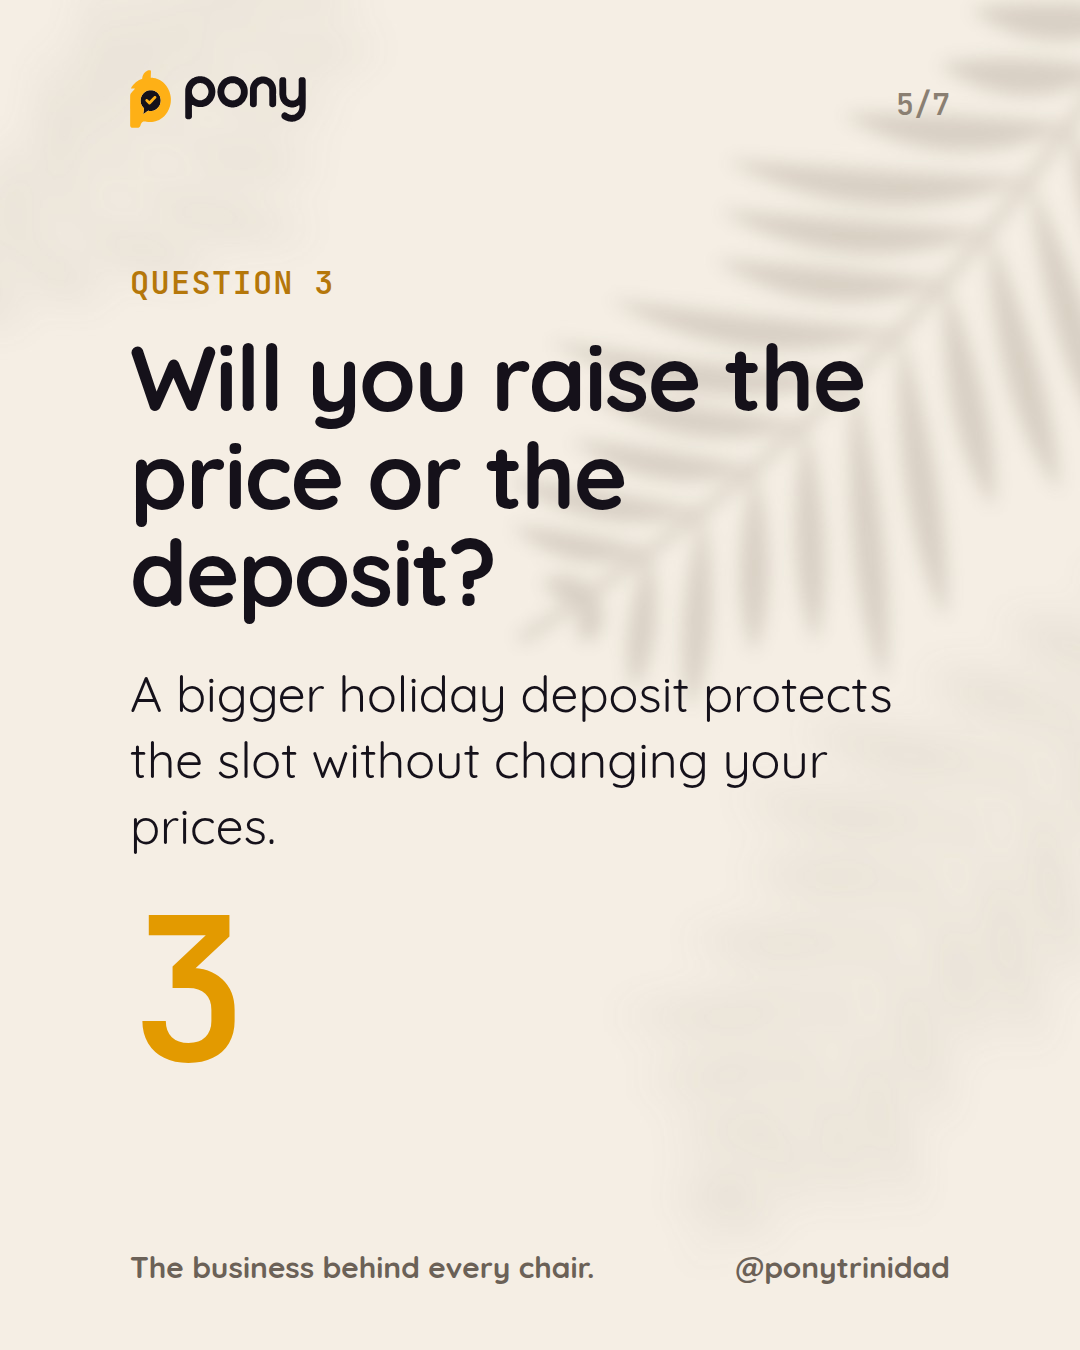 pony
5/7
QUESTION 3
Will you raise the
price or the
deposit?
A bigger holiday deposit protects
the slot without changing your
prices.
3
The business behind every chair.
@ponytrinidad